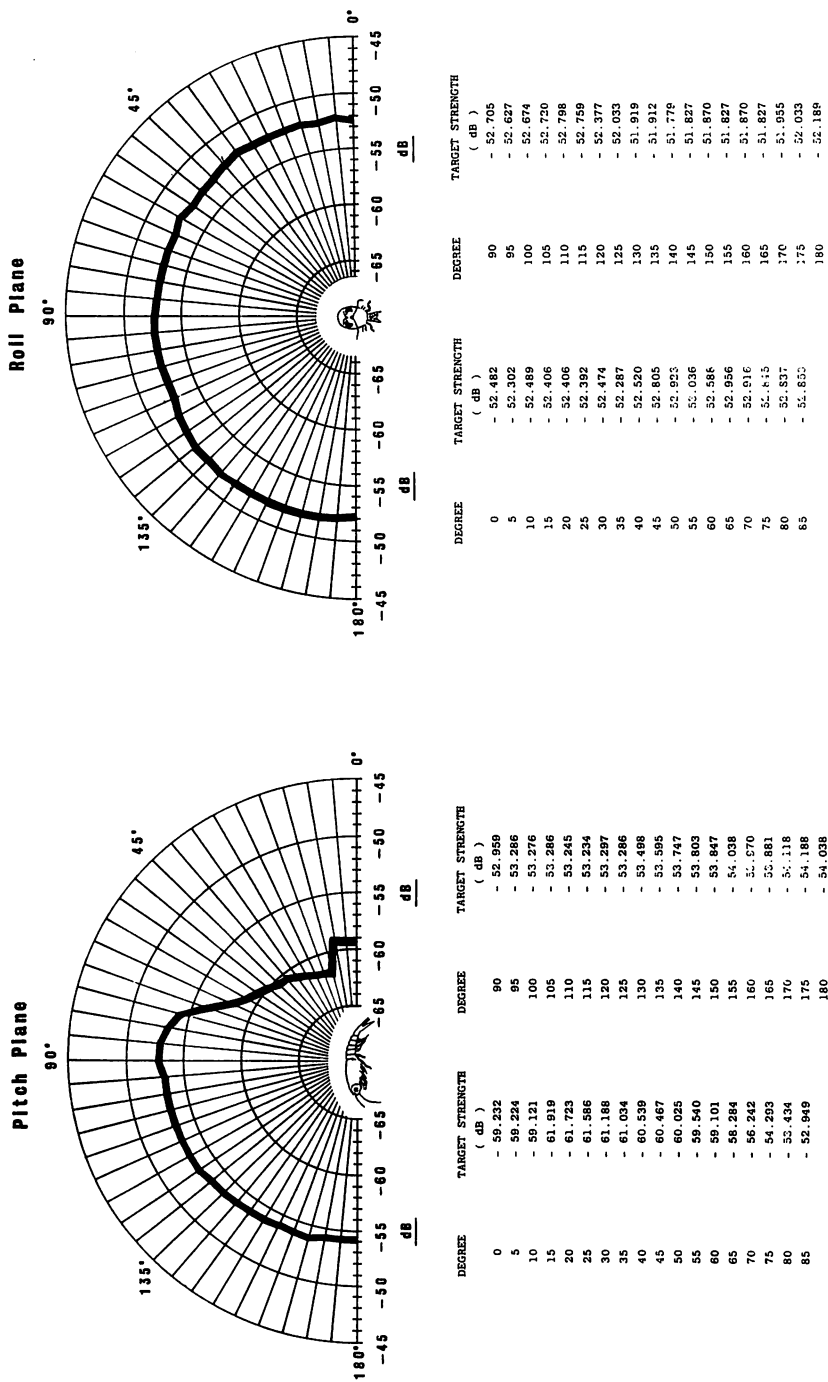 Pitch Plane
90°
135°
45°
180°
0°
-45 -50 -55 -60 -65 -65 -60 -55 -50 -45
dB dB
DEGREE TARGET STRENGTH DEGREE TARGET STRENGTH
( dB ) ( dB )
0 - 59.232 90 - 52.959
5 - 59.224 95 - 53.286
10 - 59.121 100 - 53.276
15 - 61.919 105 - 53.286
20 - 61.723 110 - 53.245
25 - 61.586 115 - 53.234
30 - 61.188 120 - 53.297
35 - 61.034 125 - 53.286
40 - 60.539 130 - 53.498
45 - 60.467 135 - 53.595
50 - 60.025 140 - 53.747
55 - 59.540 145 - 53.803
60 - 59.101 150 - 53.847
65 - 58.284 155 - 54.038
70 - 56.242 160 -
75 - 54.293 165 - 53.881
80 - 53.434 170 - 54.118
85 - 52.949 175 - 54.188
180 - 54.038
Roll Plane
90°
135°
45°
180°
0°
-45 -50 -55 -60 -65 -65 -60 -55 -50 -45
dB dB
DEGREE TARGET STRENGTH DEGREE TARGET STRENGTH
( dB ) ( dB )
0 - 52.482 90 - 52.705
5 - 52.302 95 - 52.627
10 - 52.489 100 - 52.674
15 - 52.406 105 - 52.720
20 - 52.406 110 - 52.798
25 - 52.392 115 - 52.759
30 - 52.474 120 - 52.377
35 - 52.287 125 - 52.033
40 - 52.520 130 - 51.919
45 - 52.805 135 - 51.912
50 - 52.923 140 - 51.779
55 - 145 - 51.827
60 - 52.586 150 - 51.870
65 - 52.956 155 - 51.827
70 - 52.916 160 - 51.870
75 - 165 - 51.827
80 - 170 - 51.955
85 - 175 - 52.033
180 - 52.189